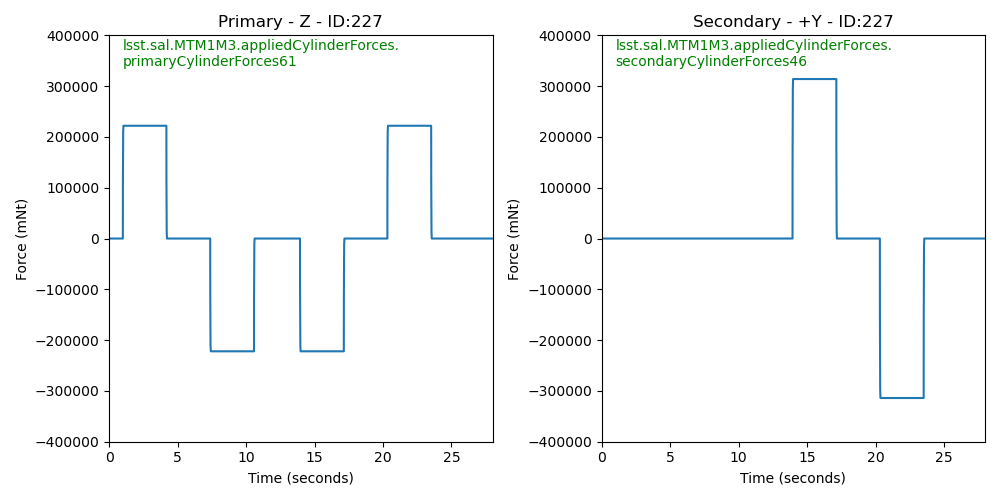 Primary - Z - ID:227
lsst.sal.MTM1M3.appliedCylinderForces.
primaryCylinderForces61
400000
300000
200000
100000
0
−100000
−200000
−300000
−400000
Force (mNt)
0 5 10 15 20 25
Time (seconds)
Secondary - +Y - ID:227
lsst.sal.MTM1M3.appliedCylinderForces.
secondaryCylinderForces46
400000
300000
200000
100000
0
−100000
−200000
−300000
−400000
Force (mNt)
0 5 10 15 20 25
Time (seconds)